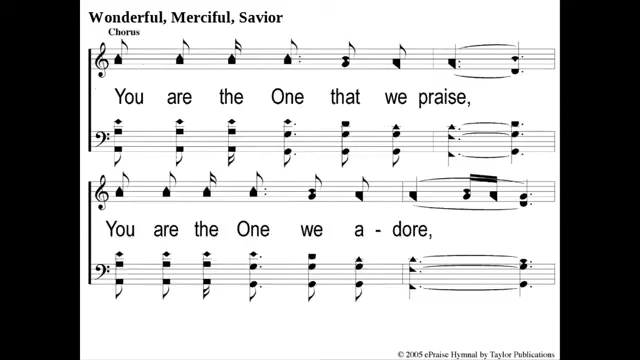 Wonderful, Merciful, Savior
Chorus
You are the One that we praise,
You are the One we a - dore,
© 2005 ePraise Hymnal by Taylor Publications